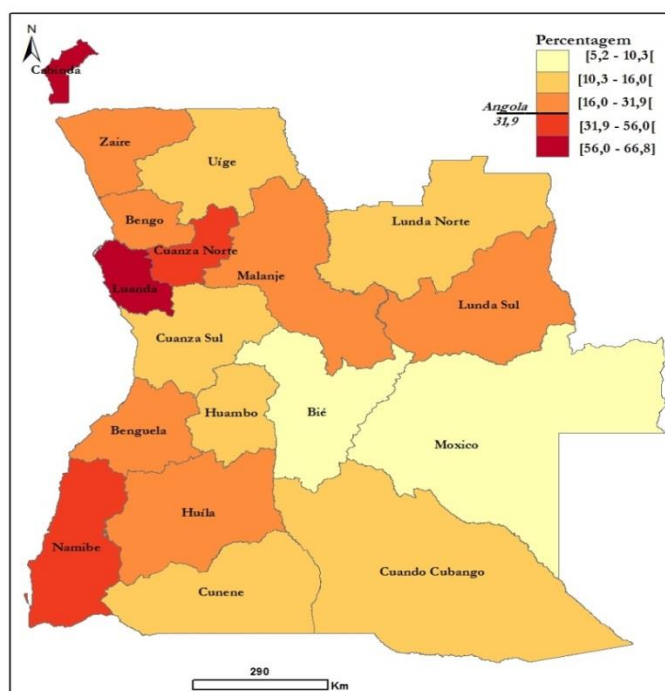 N
Cabinda
Percentagem
[5,2 - 10,3[
[10,3 - 16,0[
[16,0 - 31,9[
[31,9 - 56,0[
[56,0 - 66,8]
Angola
31,9
Zaire
Uíge
Bengo
Cuanza Norte
Luanda
Malanje
Lunda Norte
Lunda Sul
Cuanza Sul
Huambo
Bié
Moxico
Benguela
Huíla
Namibe
Cunene
Cuando Cubango
290
Km